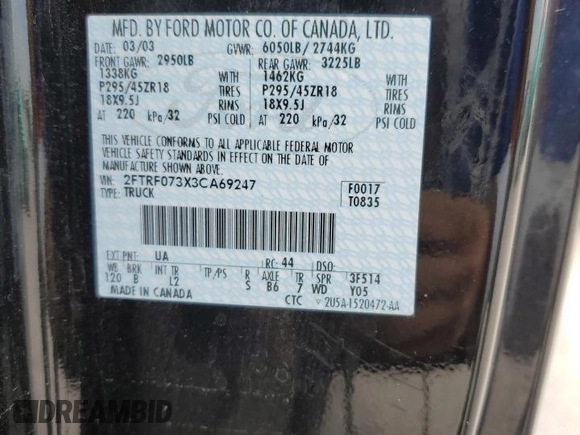 MFD. BY FORD MOTOR CO. OF CANADA, LTD.
DATE: 03/03 GVWR: 6050LB/ 2744KG
FRONT GAWR: 2950LB REAR GAWR: 3225LB
1338KG WITH 1462KG WITH
P295/45ZR18 TIRES P295/45ZR18 TIRES
18X9.5J RIMS 18X9.5J RIMS
AT 220 kPa/32 PSI COLD AT 220 kPa/32 PSI COLD
THIS VEHICLE CONFORMS TO ALL APPLICABLE FEDERAL MOTOR
VEHICLE SAFETY STANDARDS IN EFFECT ON THE DATE OF
MANUFACTURE SHOWN ABOVE.
VIN: 2FTRF073X3CA69247 F0017
TYPE: TRUCK T0835
EXT PNT: UA RC: 44 DSO:
WB BRK INT TR TP/PS R AXLE TR SPR 3F514
120 B L2 S B6 7 WD Y05
MADE IN CANADA CTC 2U5A-1520472-AA
DREAMBID